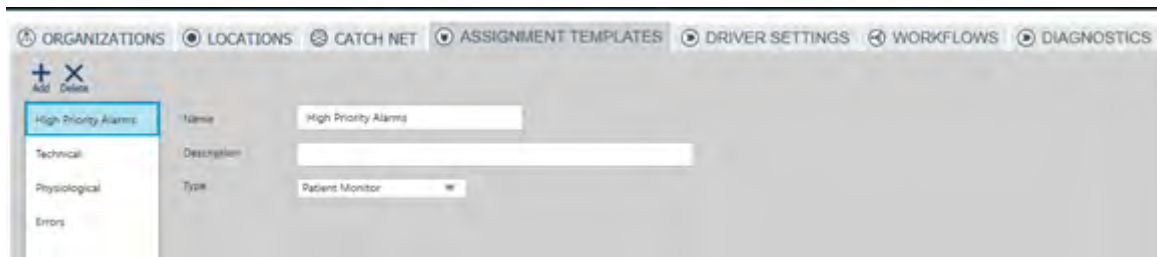 ORGANIZATIONS LOCATIONS CATCH NET ASSIGNMENT TEMPLATES DRIVER SETTINGS WORKFLOWS DIAGNOSTICS
Add Delete
High Priority Alarms Name High Priority Alarms
Technical Description
Physiological Type Patient Monitor
Errors